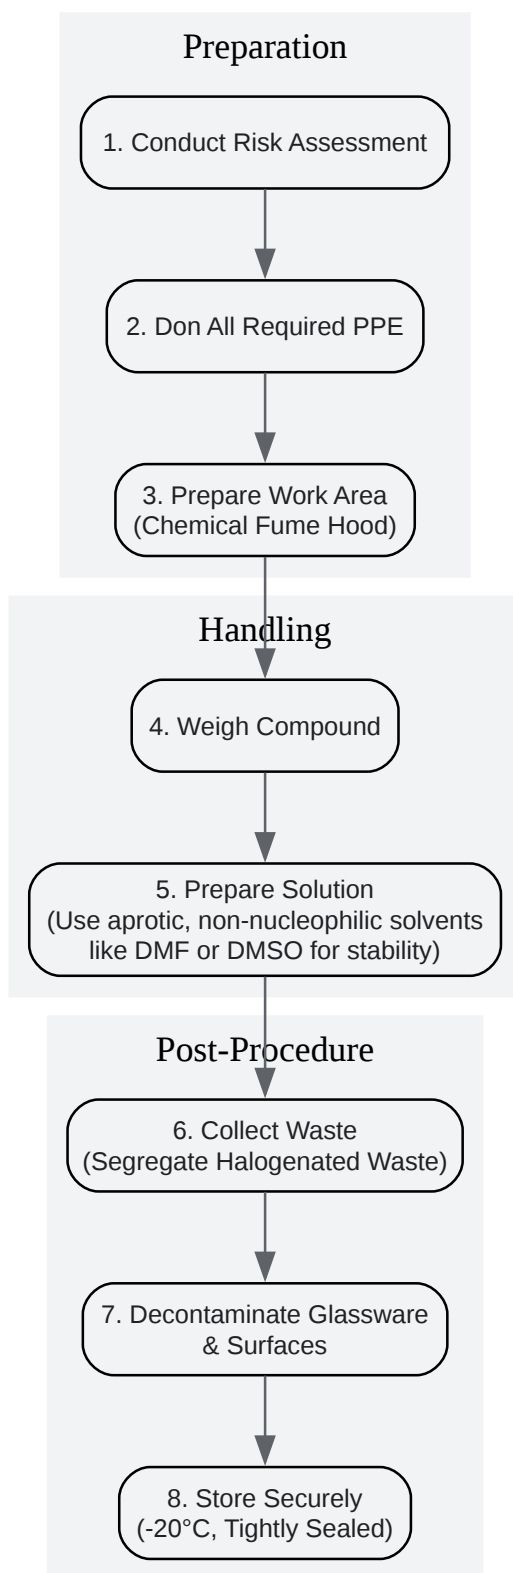 Preparation
1. Conduct Risk Assessment
2. Don All Required PPE
3. Prepare Work Area
(Chemical Fume Hood)
Handling
4. Weigh Compound
5. Prepare Solution
(Use aprotic, non-nucleophilic solvents
like DMF or DMSO for stability)
Post-Procedure
6. Collect Waste
(Segregate Halogenated Waste)
7. Decontaminate Glassware
& Surfaces
8. Store Securely
(-20°C, Tightly Sealed)